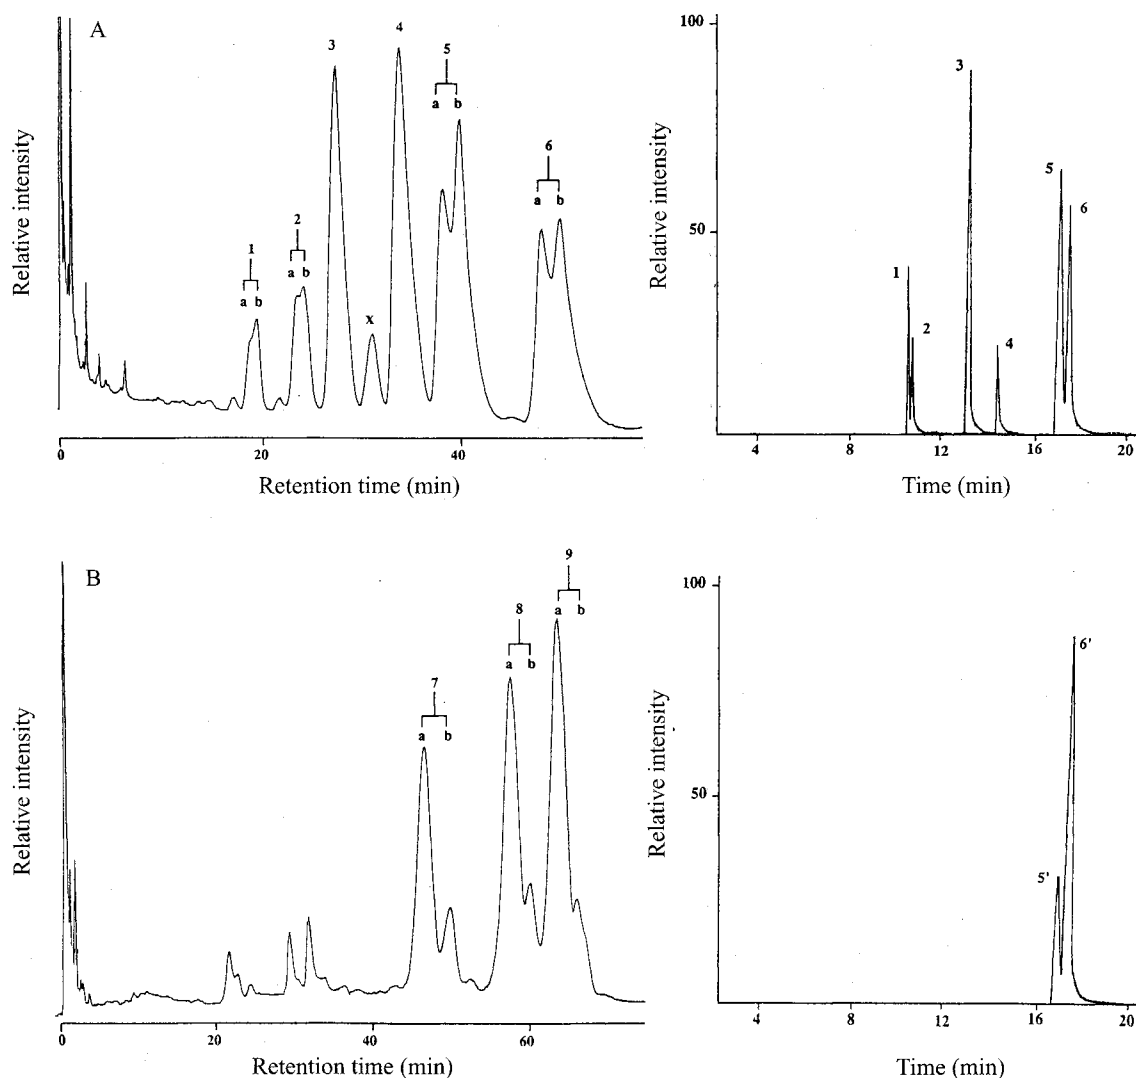 A
Relative intensity
1
a b
2
a b
3
x
4
5
a b
6
a b
0 20 40
Retention time (min)
Relative intensity
100
50
1
2
3
4
5
6
4 8 12 16 20
Time (min)
B
Relative intensity
7
a b
8
a b
9
a b
0 20 40 60
Retention time (min)
Relative intensity
100
50
5'
6'
4 8 12 16 20
Time (min)